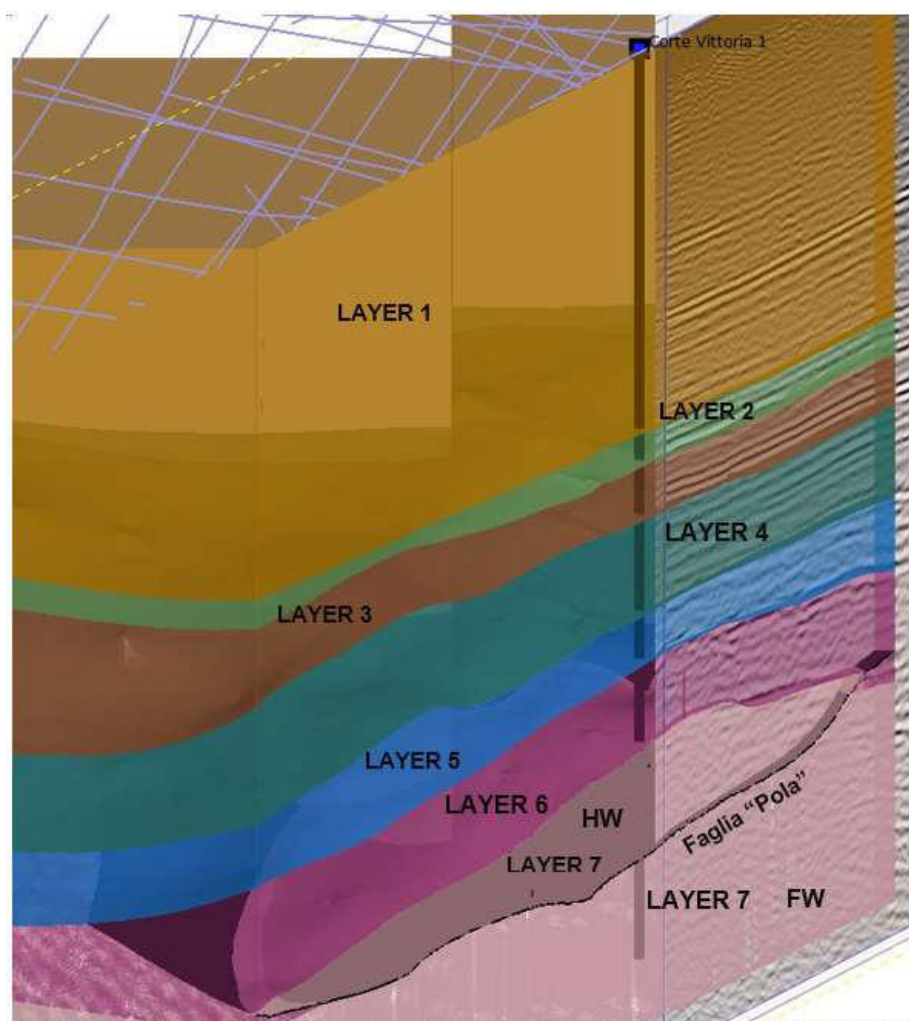 Corte Vittoria 1
LAYER 1
LAYER 2
LAYER 4
LAYER 3
LAYER 5
LAYER 6
HW
Faglia "Pola"
LAYER 7
LAYER 7
FW